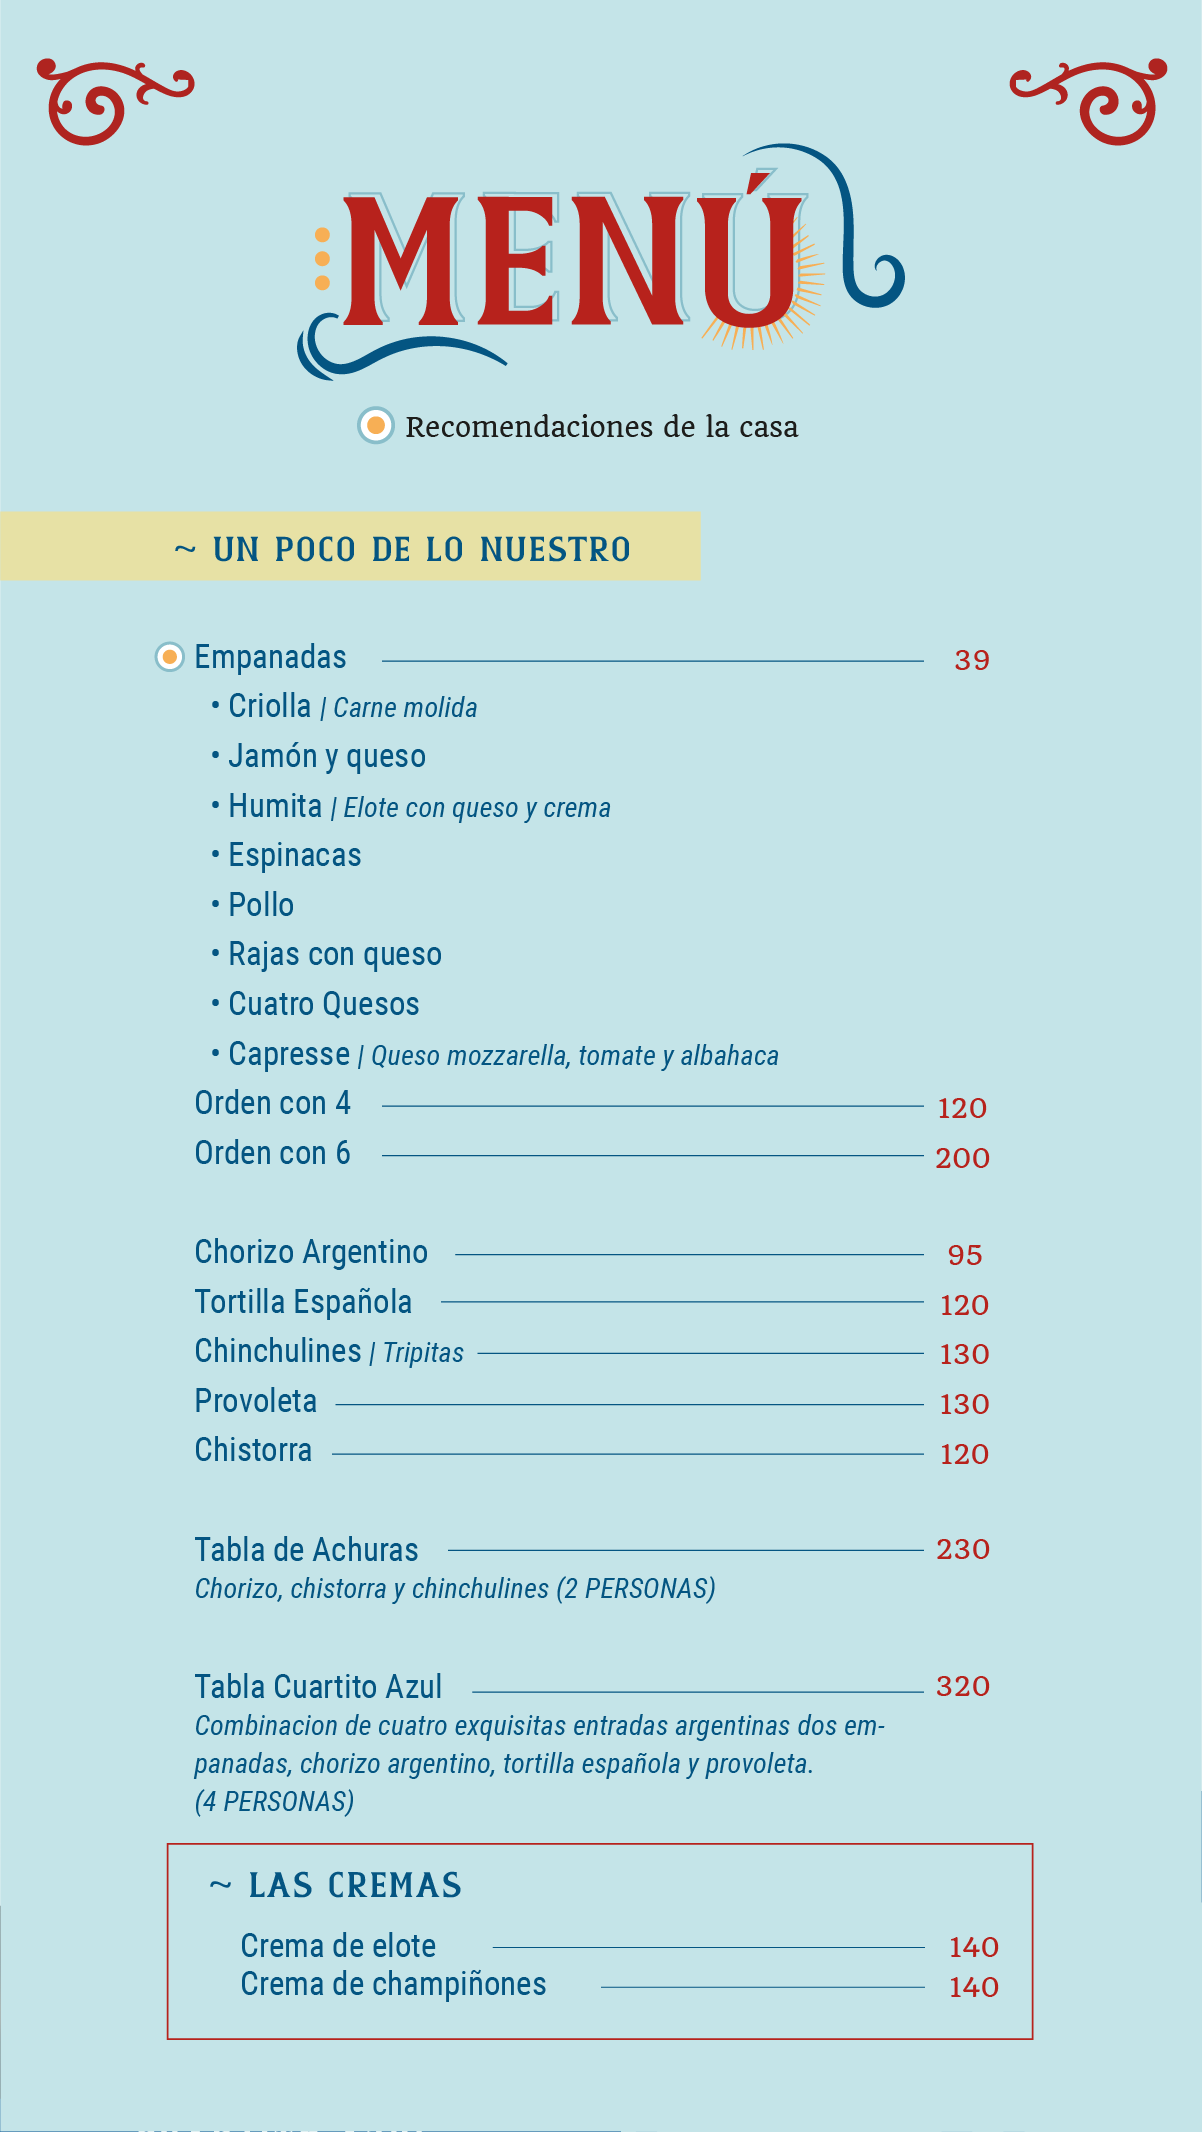 MENÚ
Recomendaciones de la casa
~ UN POCO DE LO NUESTRO
Empanadas 39
• Criolla | Carne molida
• Jamón y queso
• Humita | Elote con queso y crema
• Espinacas
• Pollo
• Rajas con queso
• Cuatro Quesos
• Capresse | Queso mozzarella, tomate y albahaca
Orden con 4 120
Orden con 6 200
Chorizo Argentino 95
Tortilla Española 120
Chinchulines | Tripitas 130
Provoleta 130
Chistorra 120
Tabla de Achuras 230
Chorizo, chistorra y chinchulines (2 PERSONAS)
Tabla Cuartito Azul 320
Combinacion de cuatro exquisitas entradas argentinas dos em-
panadas, chorizo argentino, tortilla española y provoleta.
(4 PERSONAS)
~ LAS CREMAS
Crema de elote 140
Crema de champiñones 140